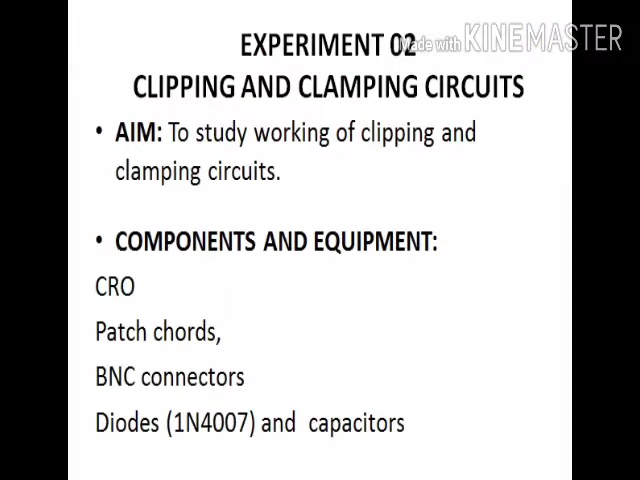 EXPERIMENT 02
Made with KINEMASTER
CLIPPING AND CLAMPING CIRCUITS
• AIM: To study working of clipping and
clamping circuits.
• COMPONENTS AND EQUIPMENT:
CRO
Patch chords,
BNC connectors
Diodes (1N4007) and capacitors